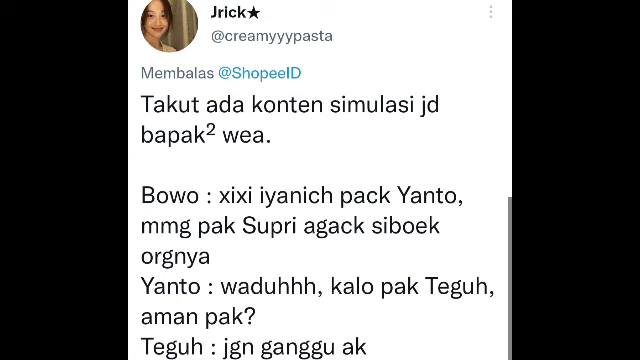 Jrick★
@creamyyypasta
Membalas @ShopeeID
Takut ada konten simulasi jd
bapak² wea.
Bowo : xixi iyanich pack Yanto,
mmg pak Supri agack siboek
orgnya
Yanto : waduhhh, kalo pak Teguh,
aman pak?
Teguh : jgn ganggu ak